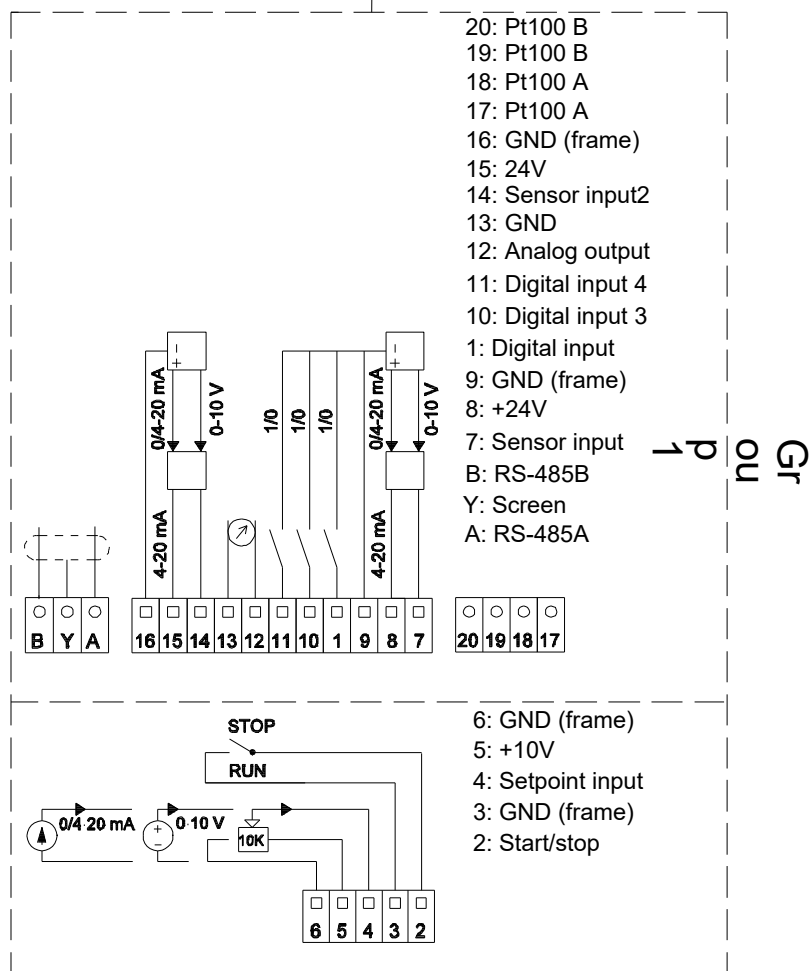 20: Pt100 B
19: Pt100 B
18: Pt100 A
17: Pt100 A
16: GND (frame)
15: 24V
14: Sensor input2
13: GND
12: Analog output
11: Digital input 4
10: Digital input 3
1: Digital input
9: GND (frame)
8: +24V
7: Sensor input
B: RS-485B
Y: Screen
A: RS-485A
Gr
ou
p
1
0/4-20 mA
0-10 V
1/0
1/0
1/0
0/4-20 mA
0-10 V
4-20 mA
4-20 mA
B Y A
16 15 14 13 12 11 10 1 9 8 7
20 19 18 17
STOP
RUN
0/4-20 mA
0-10 V
10K
6 5 4 3 2
6: GND (frame)
5: +10V
4: Setpoint input
3: GND (frame)
2: Start/stop